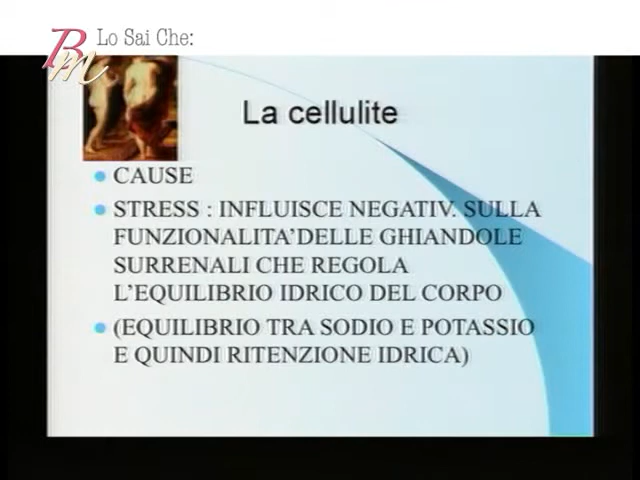 BM
Lo Sai Che:
La cellulite
CAUSE
STRESS : INFLUISCE NEGATIV. SULLA
FUNZIONALITA'DELLE GHIANDOLE
SURRENALI CHE REGOLA
L'EQUILIBRIO IDRICO DEL CORPO
(EQUILIBRIO TRA SODIO E POTASSIO
E QUINDI RITENZIONE IDRICA)